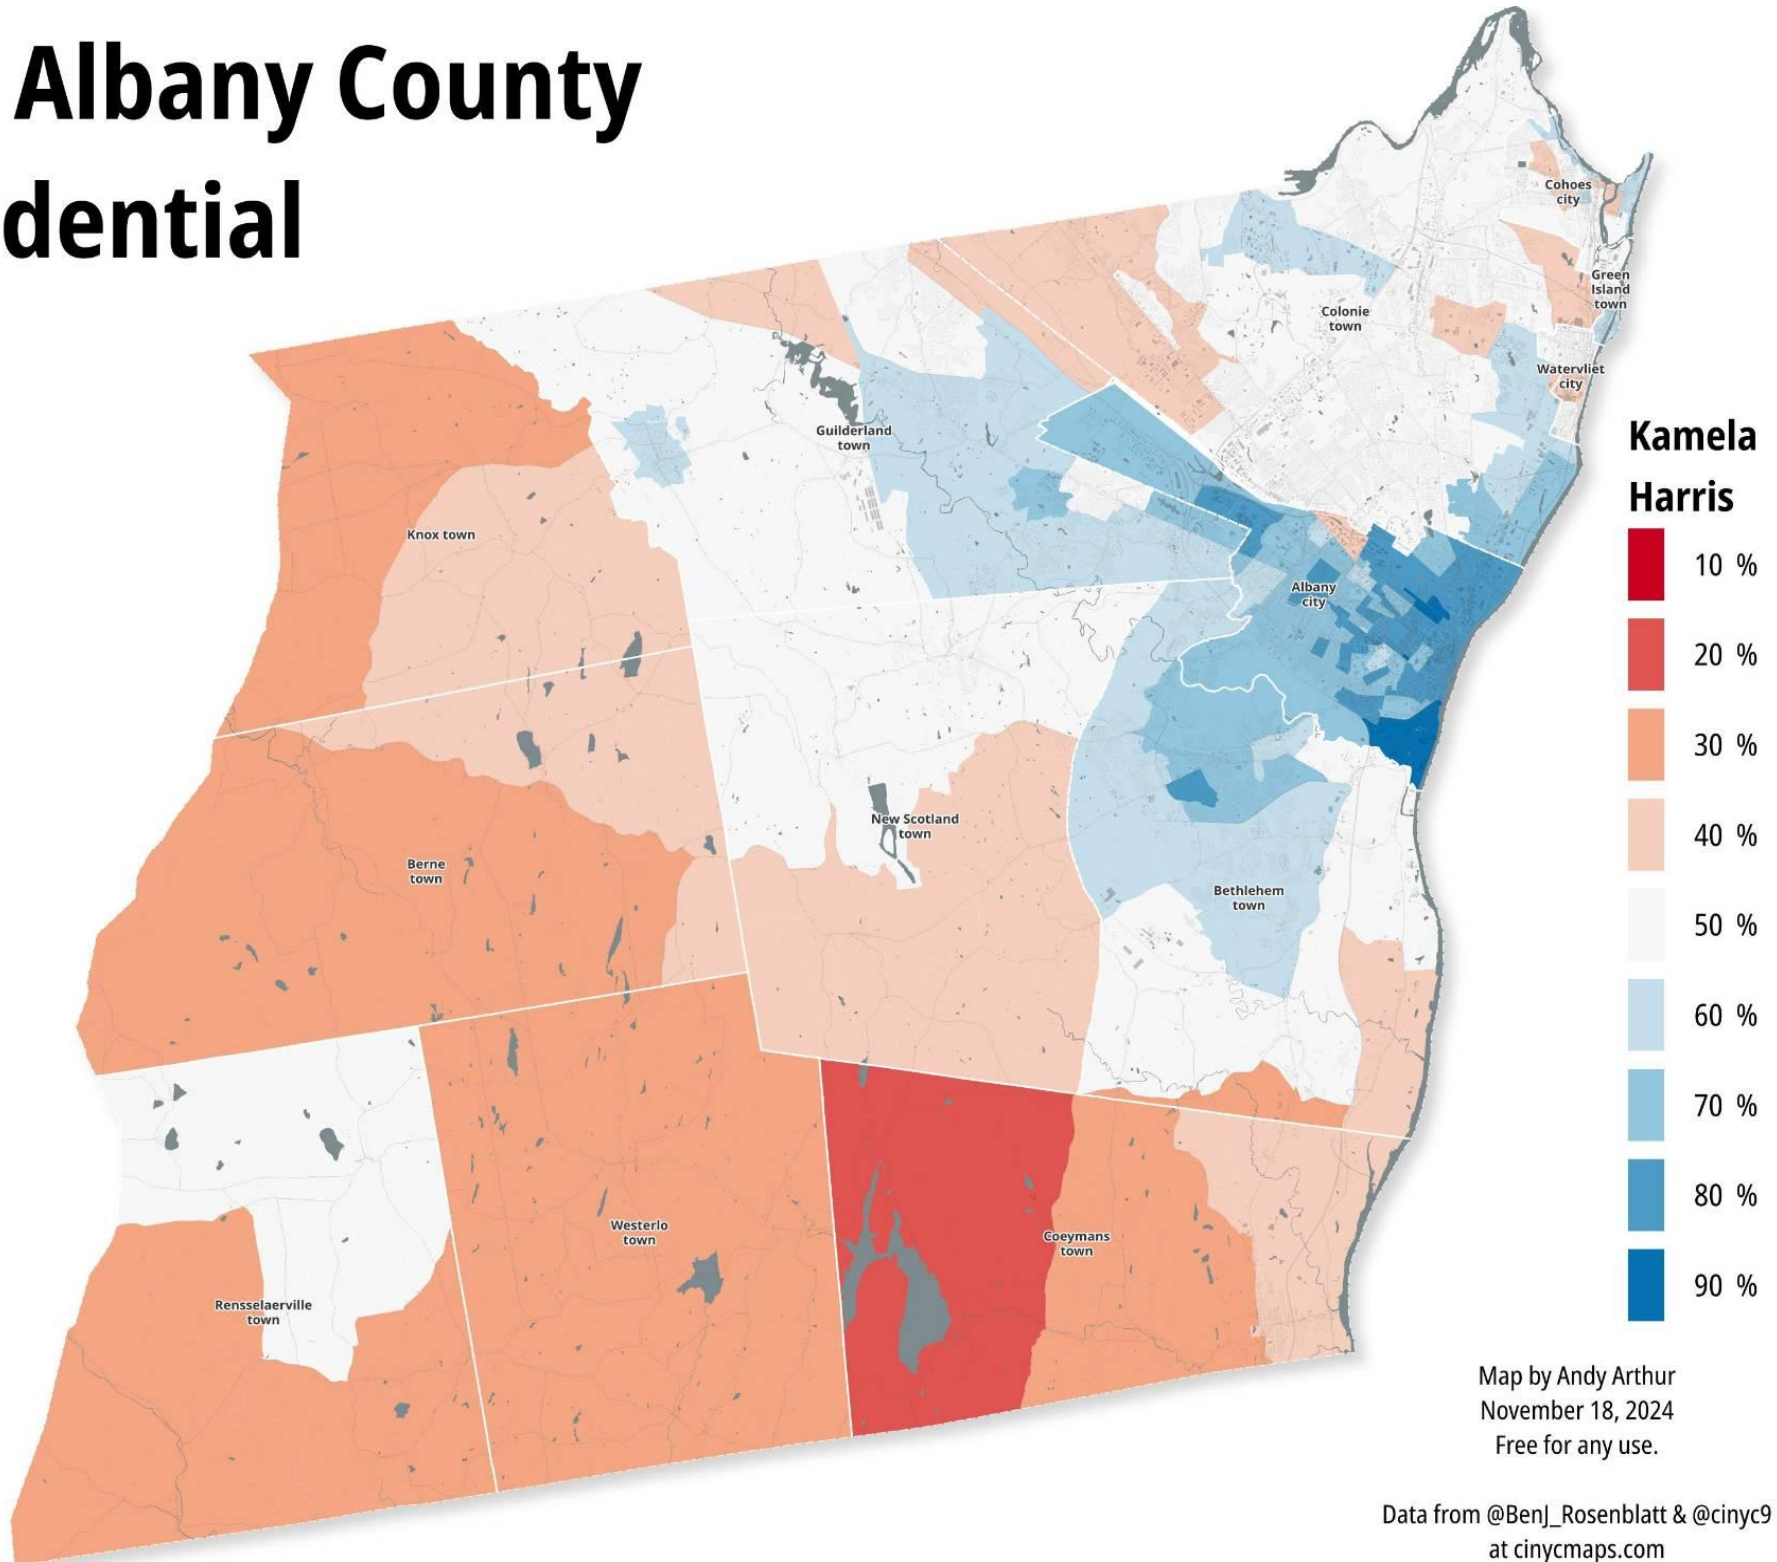 Albany County
dential
Cohoes
city
Green
Island
town
Colonie
town
Watervliet
city
Guilderland
town
Kamela
Harris
10 %
20 %
30 %
40 %
50 %
60 %
70 %
80 %
90 %
Knox town
Albany
city
New Scotland
town
Berne
town
Bethlehem
town
Westerlo
town
Coeymans
town
Rensselaerville
town
Map by Andy Arthur
November 18, 2024
Free for any use.
Data from @BenJ_Rosenblatt & @cinyc9
at cinycmaps.com